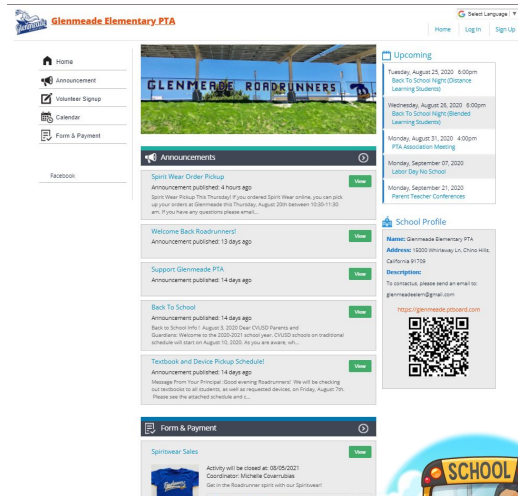 Glenmeade Elementary PTA
Select Language ▼
Home
Log In
Sign Up
Home
Announcement
Volunteer Signup
Calendar
Form & Payment
Facebook
GLENMEADE ROADRUNNERS
Announcements
Spirit Wear Order Pickup
View
Announcement published: 4 hours ago
Spirit Wear Pickup This Thursday! If you ordered Spirit Wear online, you can pick
up your orders at Glenmeade this Thursday, August 20th between 10:30-11:30
am. If you have any questions please email...
Welcome Back Roadrunners!
View
Announcement published: 13 days ago
Support Glenmeade PTA
View
Announcement published: 14 days ago
Back To School
View
Announcement published: 14 days ago
Back to School Info ! August 3, 2020 Dear CVUSD Parents and
Guardians: Welcome to the 2020-2021 school year. CVUSD schools on traditional
schedule will start on August 10, 2020. As you are aware, wh...
Textbook and Device Pickup Schedule!
View
Announcement published: 14 days ago
Message From Your Principal :Good evening Roadrunners! We will be checking
out textbooks to all students, as well as requested devices, on Friday, August 7th.
Please see the attached schedule and c...
Form & Payment
Spiritwear Sales
View
Activity will be closed at: 08/05/2021
Coordinator: Michelle Covarrubias
Get in the Roadrunner spirit with our Spiritwear!
Upcoming
Tuesday, August 25, 2020 6:00pm
Back To School Night (Distance
Learning Students)
Wednesday, August 26, 2020 6:00pm
Back To School Night (Blended
Learning Students)
Monday, August 31, 2020 4:00pm
PTA Association Meeting
Monday, September 07, 2020
Labor Day No School
Monday, September 21, 2020
Parent Teacher Conferences
School Profile
Name: Glenmeade Elementary PTA
Address: 15000 Whirlaway Ln, Chino Hills,
California 91709
Description:
To contactus, please send an email to:
glenmeadeelem@gmail.com
https://glenmeade.ptboard.com
SCHOOL